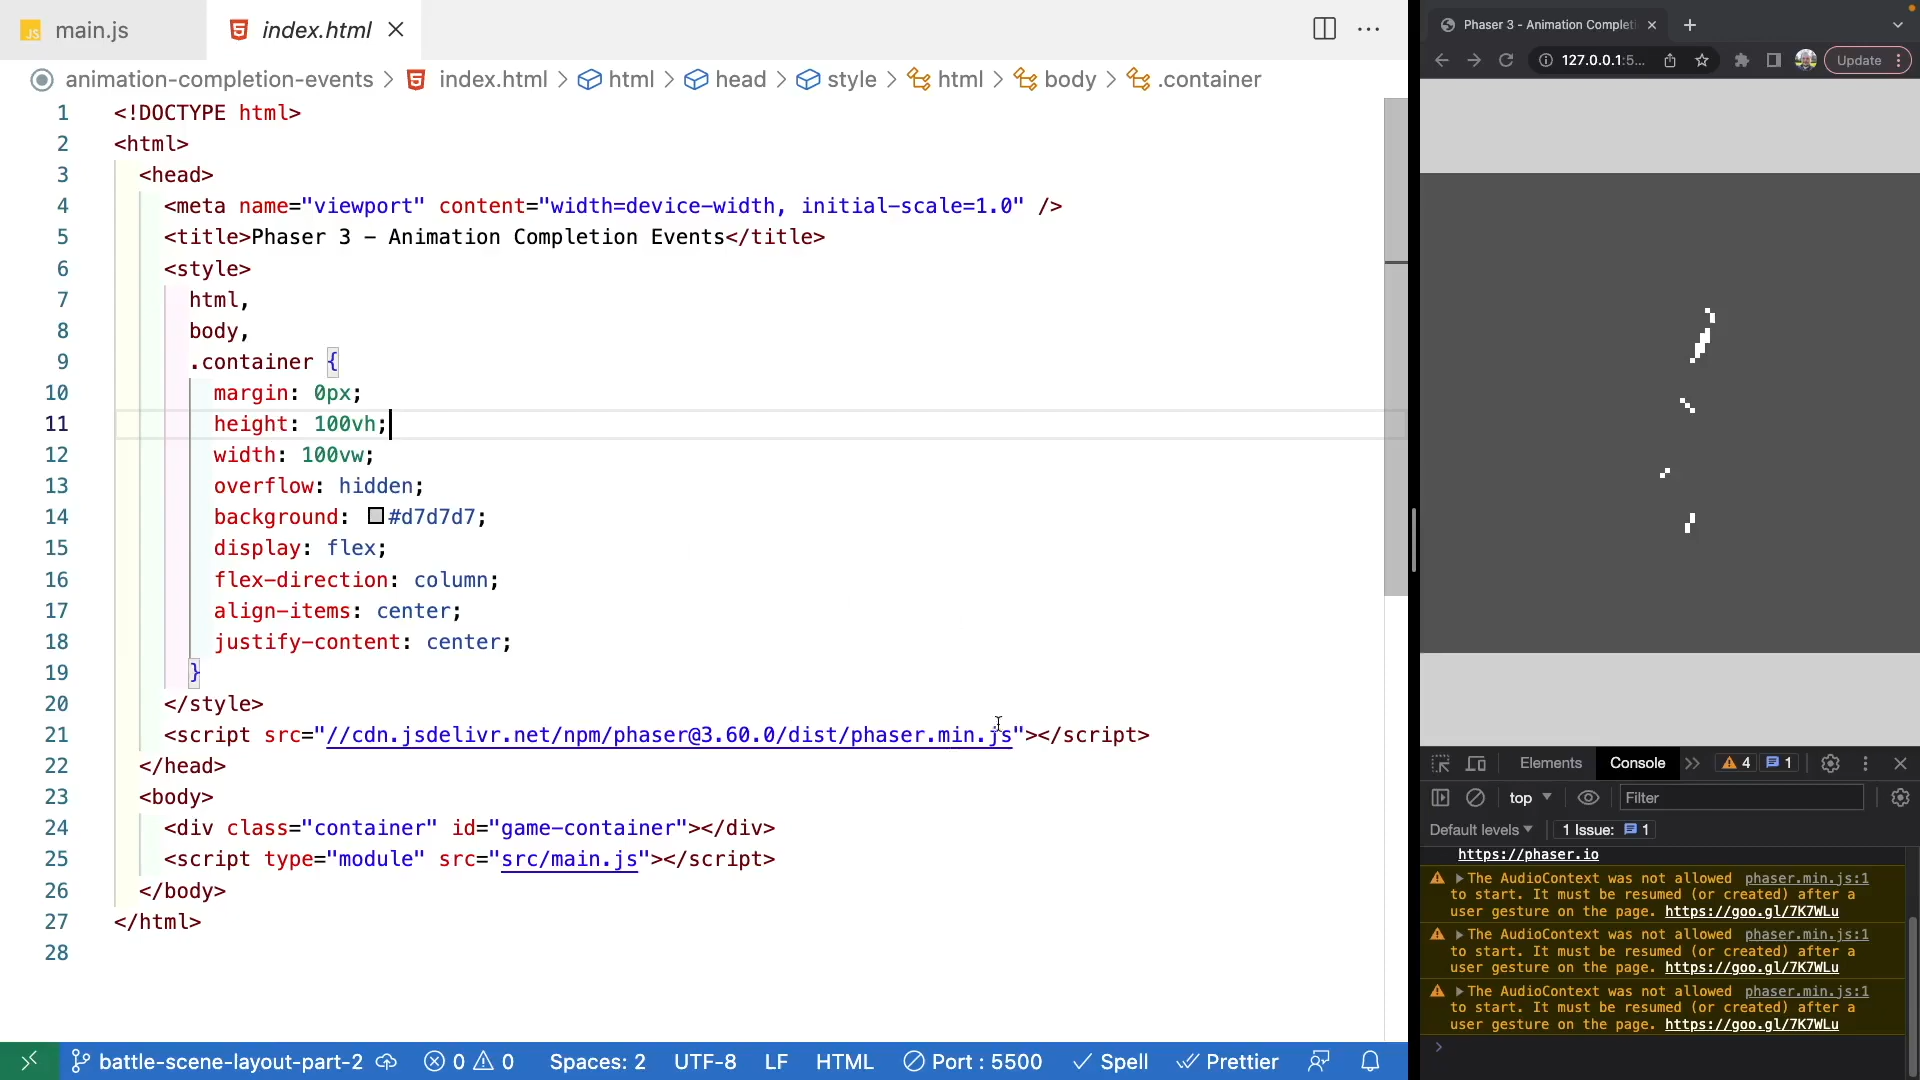 main.js
index.html
animation-completion-events > index.html > html > head > style > html > body > .container
1 <!DOCTYPE html>
2 <html>
3 <head>
4 <meta name="viewport" content="width=device-width, initial-scale=1.0" />
5 <title>Phaser 3 - Animation Completion Events</title>
6 <style>
7 html,
8 body,
9 .container {
10 margin: 0px;
11 height: 100vh;
12 width: 100vw;
13 overflow: hidden;
14 background: #d7d7d7;
15 display: flex;
16 flex-direction: column;
17 align-items: center;
18 justify-content: center;
19 }
20 </style>
21 <script src="//cdn.jsdelivr.net/npm/phaser@3.60.0/dist/phaser.min.js"></script>
22 </head>
23 <body>
24 <div class="container" id="game-container"></div>
25 <script type="module" src="src/main.js"></script>
26 </body>
27 </html>
28
battle-scene-layout-part-2 0 0 Spaces: 2 UTF-8 LF HTML Port : 5500 Spell Prettier
Phaser 3 - Animation Completi
127.0.0.1:5... Update
Elements Console 4 1
top Filter
Default levels 1 Issue: 1
https://phaser.io
The AudioContext was not allowed phaser.min.js:1
to start. It must be resumed (or created) after a
user gesture on the page. https://goo.gl/7K7WLu
The AudioContext was not allowed phaser.min.js:1
to start. It must be resumed (or created) after a
user gesture on the page. https://goo.gl/7K7WLu
The AudioContext was not allowed phaser.min.js:1
to start. It must be resumed (or created) after a
user gesture on the page. https://goo.gl/7K7WLu